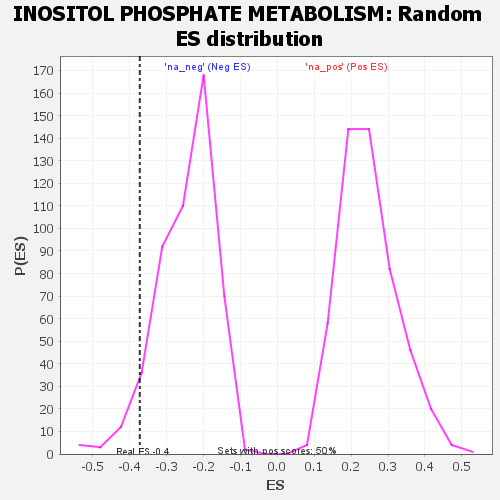 INOSITOL PHOSPHATE METABOLISM: Random
ES distribution
'na_neg' (Neg ES)
'na_pos' (Pos ES)
170
160
150
140
130
120
110
100
90
80
70
60
50
40
30
20
10
0
P(ES)
Real ES -0.4
Sets with pos scores: 50%
-0.5 -0.4 -0.3 -0.2 -0.1 0.0 0.1 0.2 0.3 0.4 0.5
ES